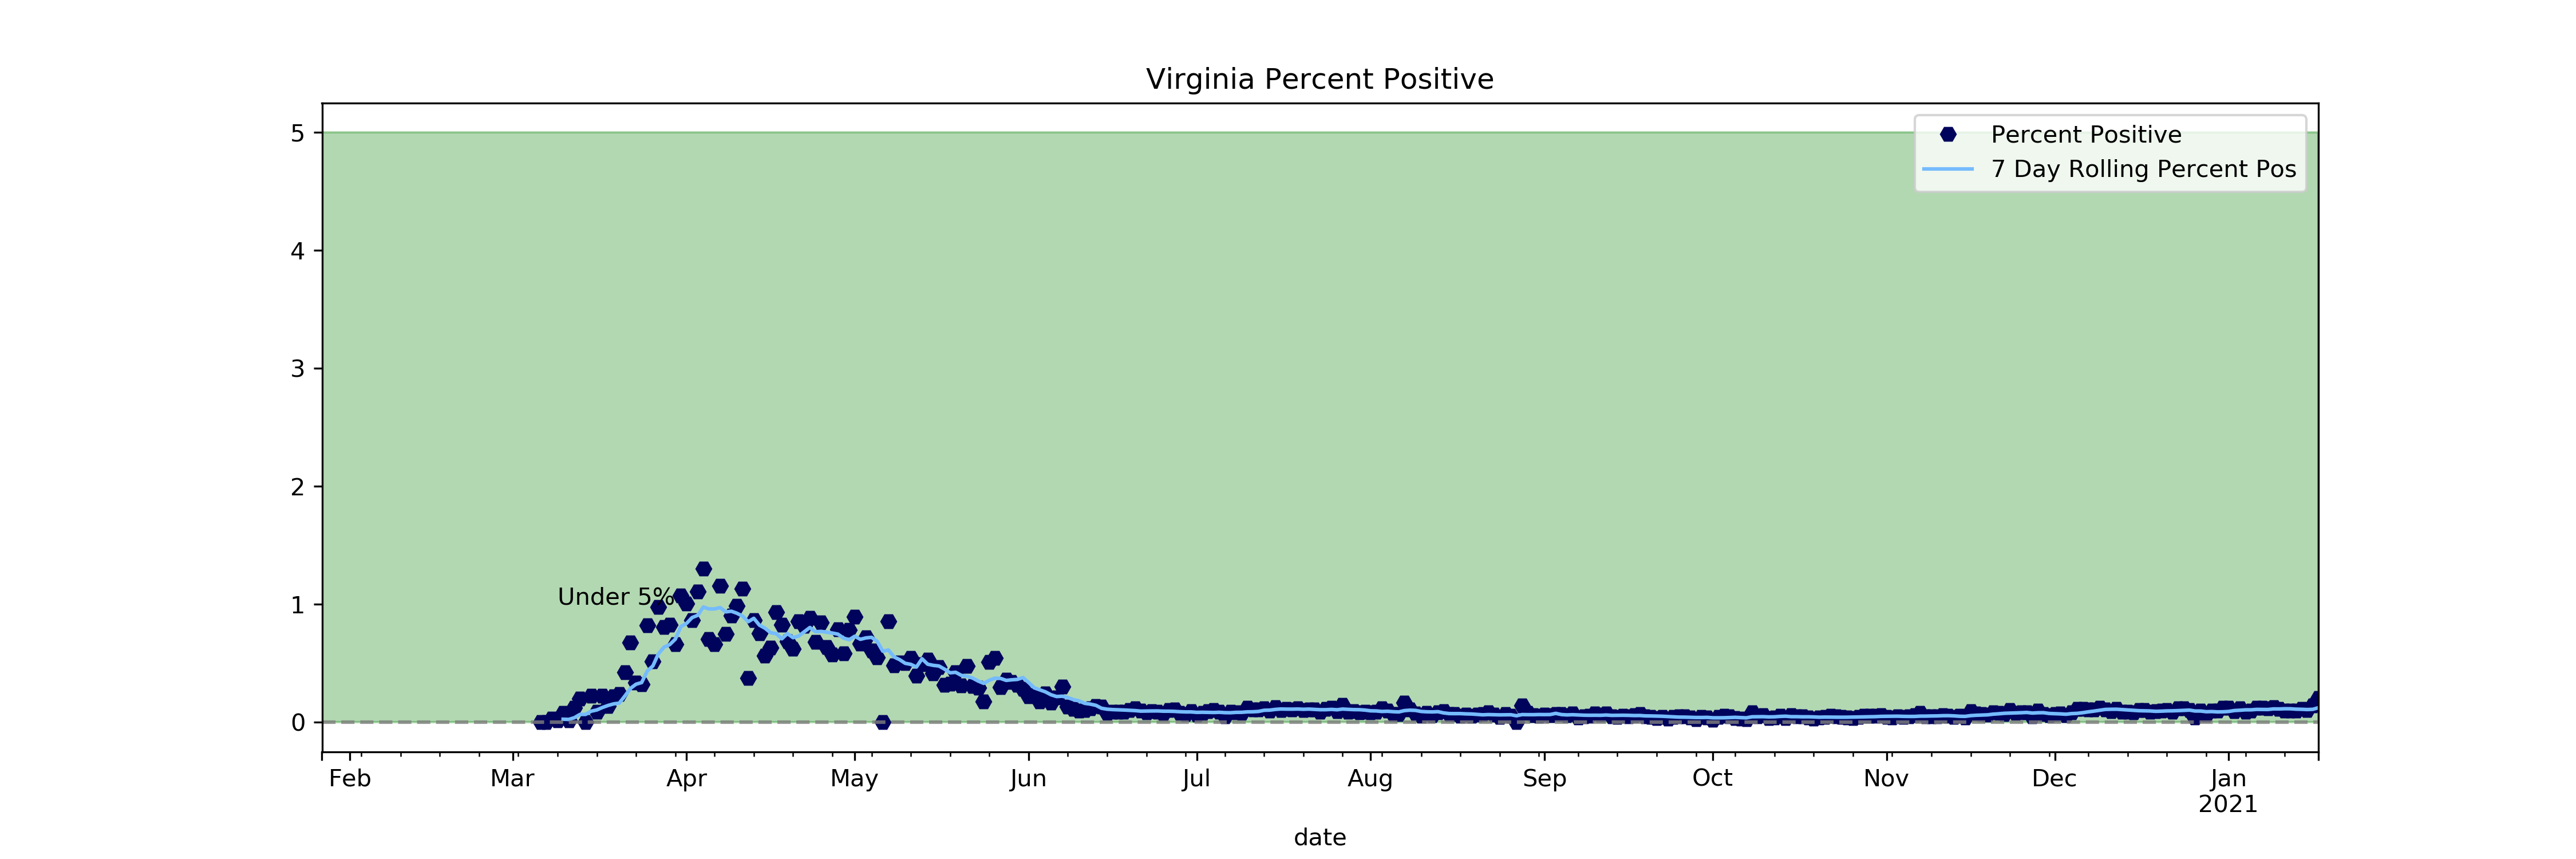 Virginia Percent Positive
5
4
3
2
1
0
Percent Positive
7 Day Rolling Percent Pos
Under 5%
Feb Mar Apr May Jun Jul Aug Sep Oct Nov Dec Jan
2021
date